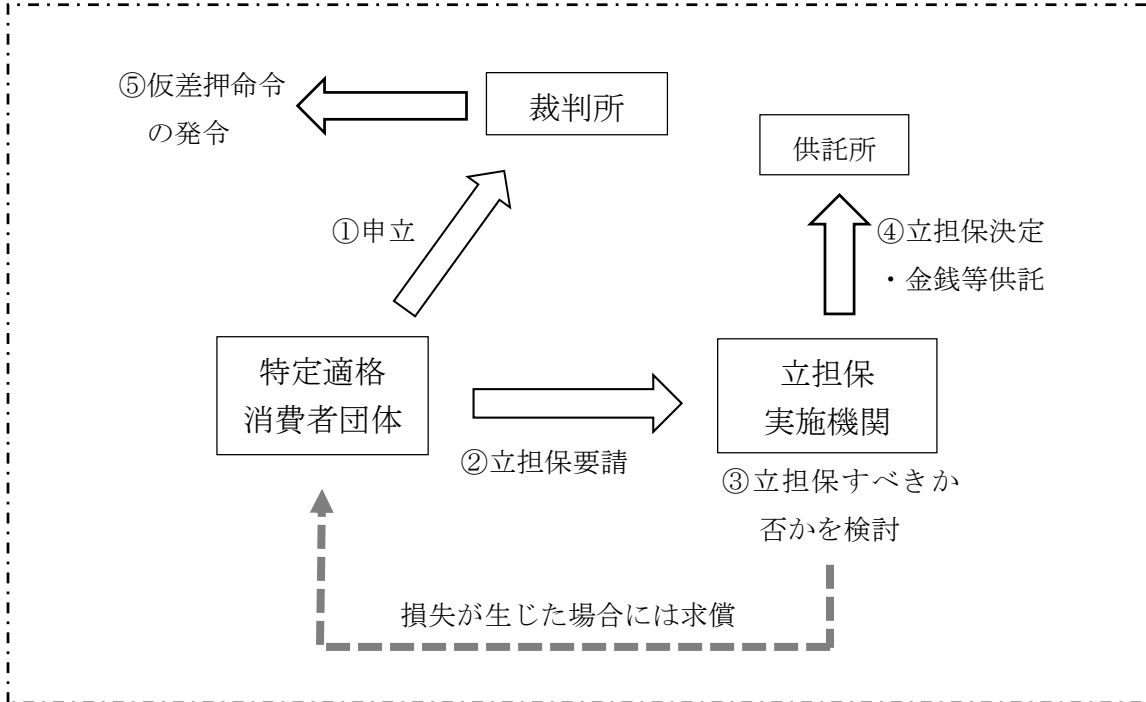 ⑤仮差押命令
の発令
裁判所
供託所
①申立
④立担保決定
・金銭等供託
特定適格
消費者団体
立担保
実施機関
②立担保要請
③立担保すべきか
否かを検討
損失が生じた場合には求償